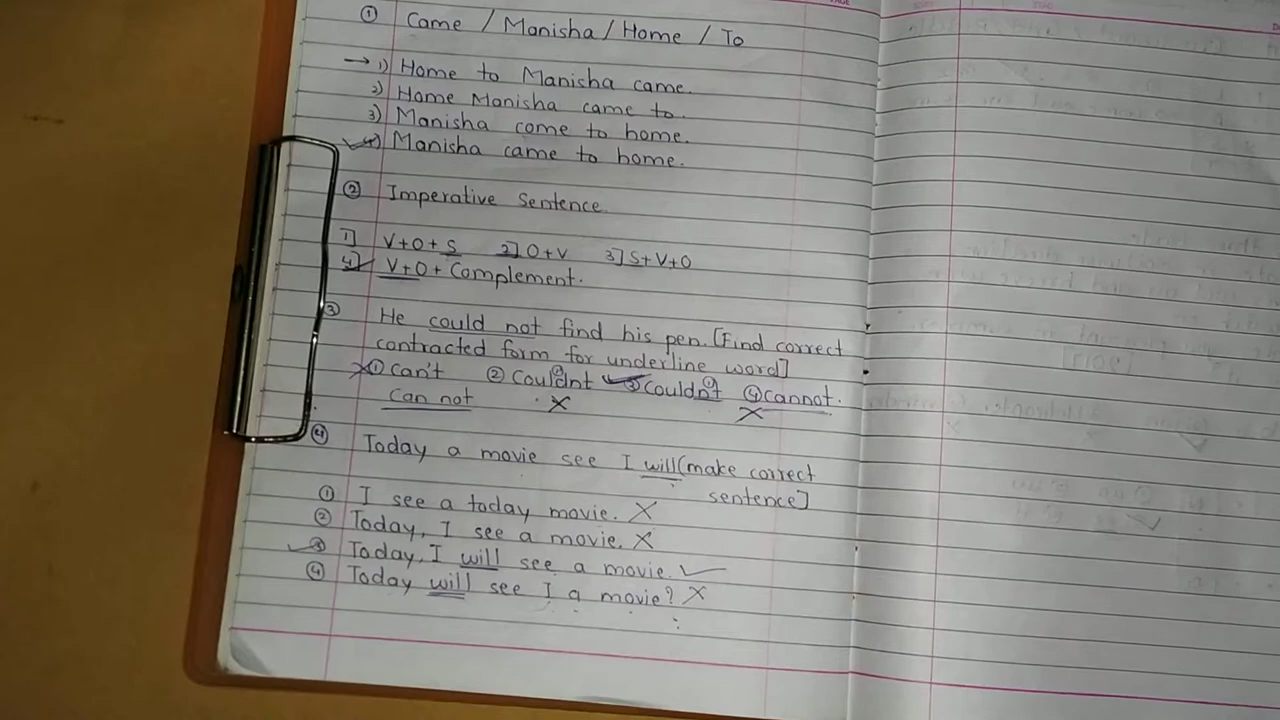 ① Came / Manisha / Home / To
→ 1) Home to Manisha came.
2) Home Manisha came to.
3) Manisha come to home.
4) Manisha came to home.
② Imperative Sentence
1] V+O+S 2] O+V 3] S+V+O
4] V+O + Complement.
③ He could not find his pen. [Find correct
contracted form for underline word]
① can't ② Could'nt ③ Couldn't ④ cannot.
can not
④ Today a movie see I will (make correct
sentence]
① I see a today movie. X
② Today, I see a movie. X
③ Today, I will see a movie. ✓
④ Today will see I a movie? X